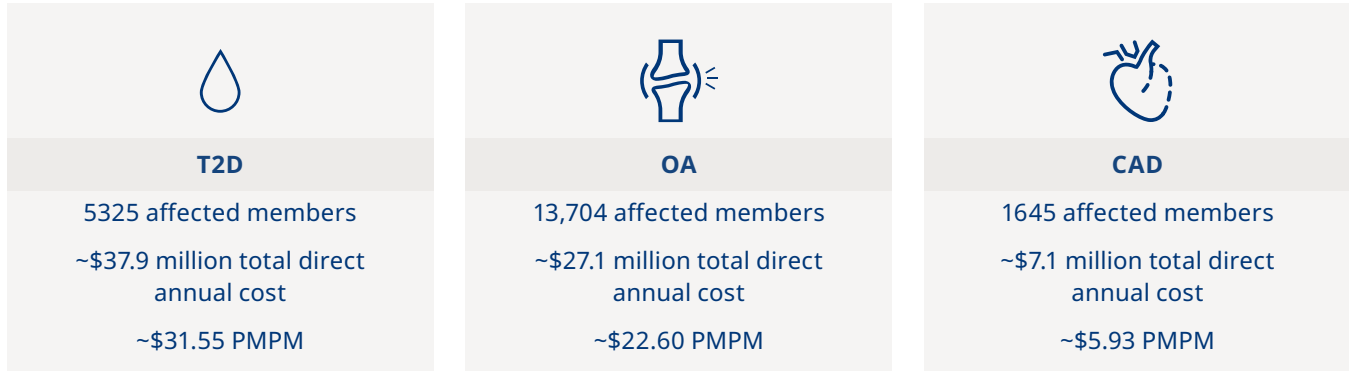 T2D
5325 affected members
~$37.9 million total direct
annual cost
~$31.55 PMPM
OA
13,704 affected members
~$27.1 million total direct
annual cost
~$22.60 PMPM
CAD
1645 affected members
~$7.1 million total direct
annual cost
~$5.93 PMPM